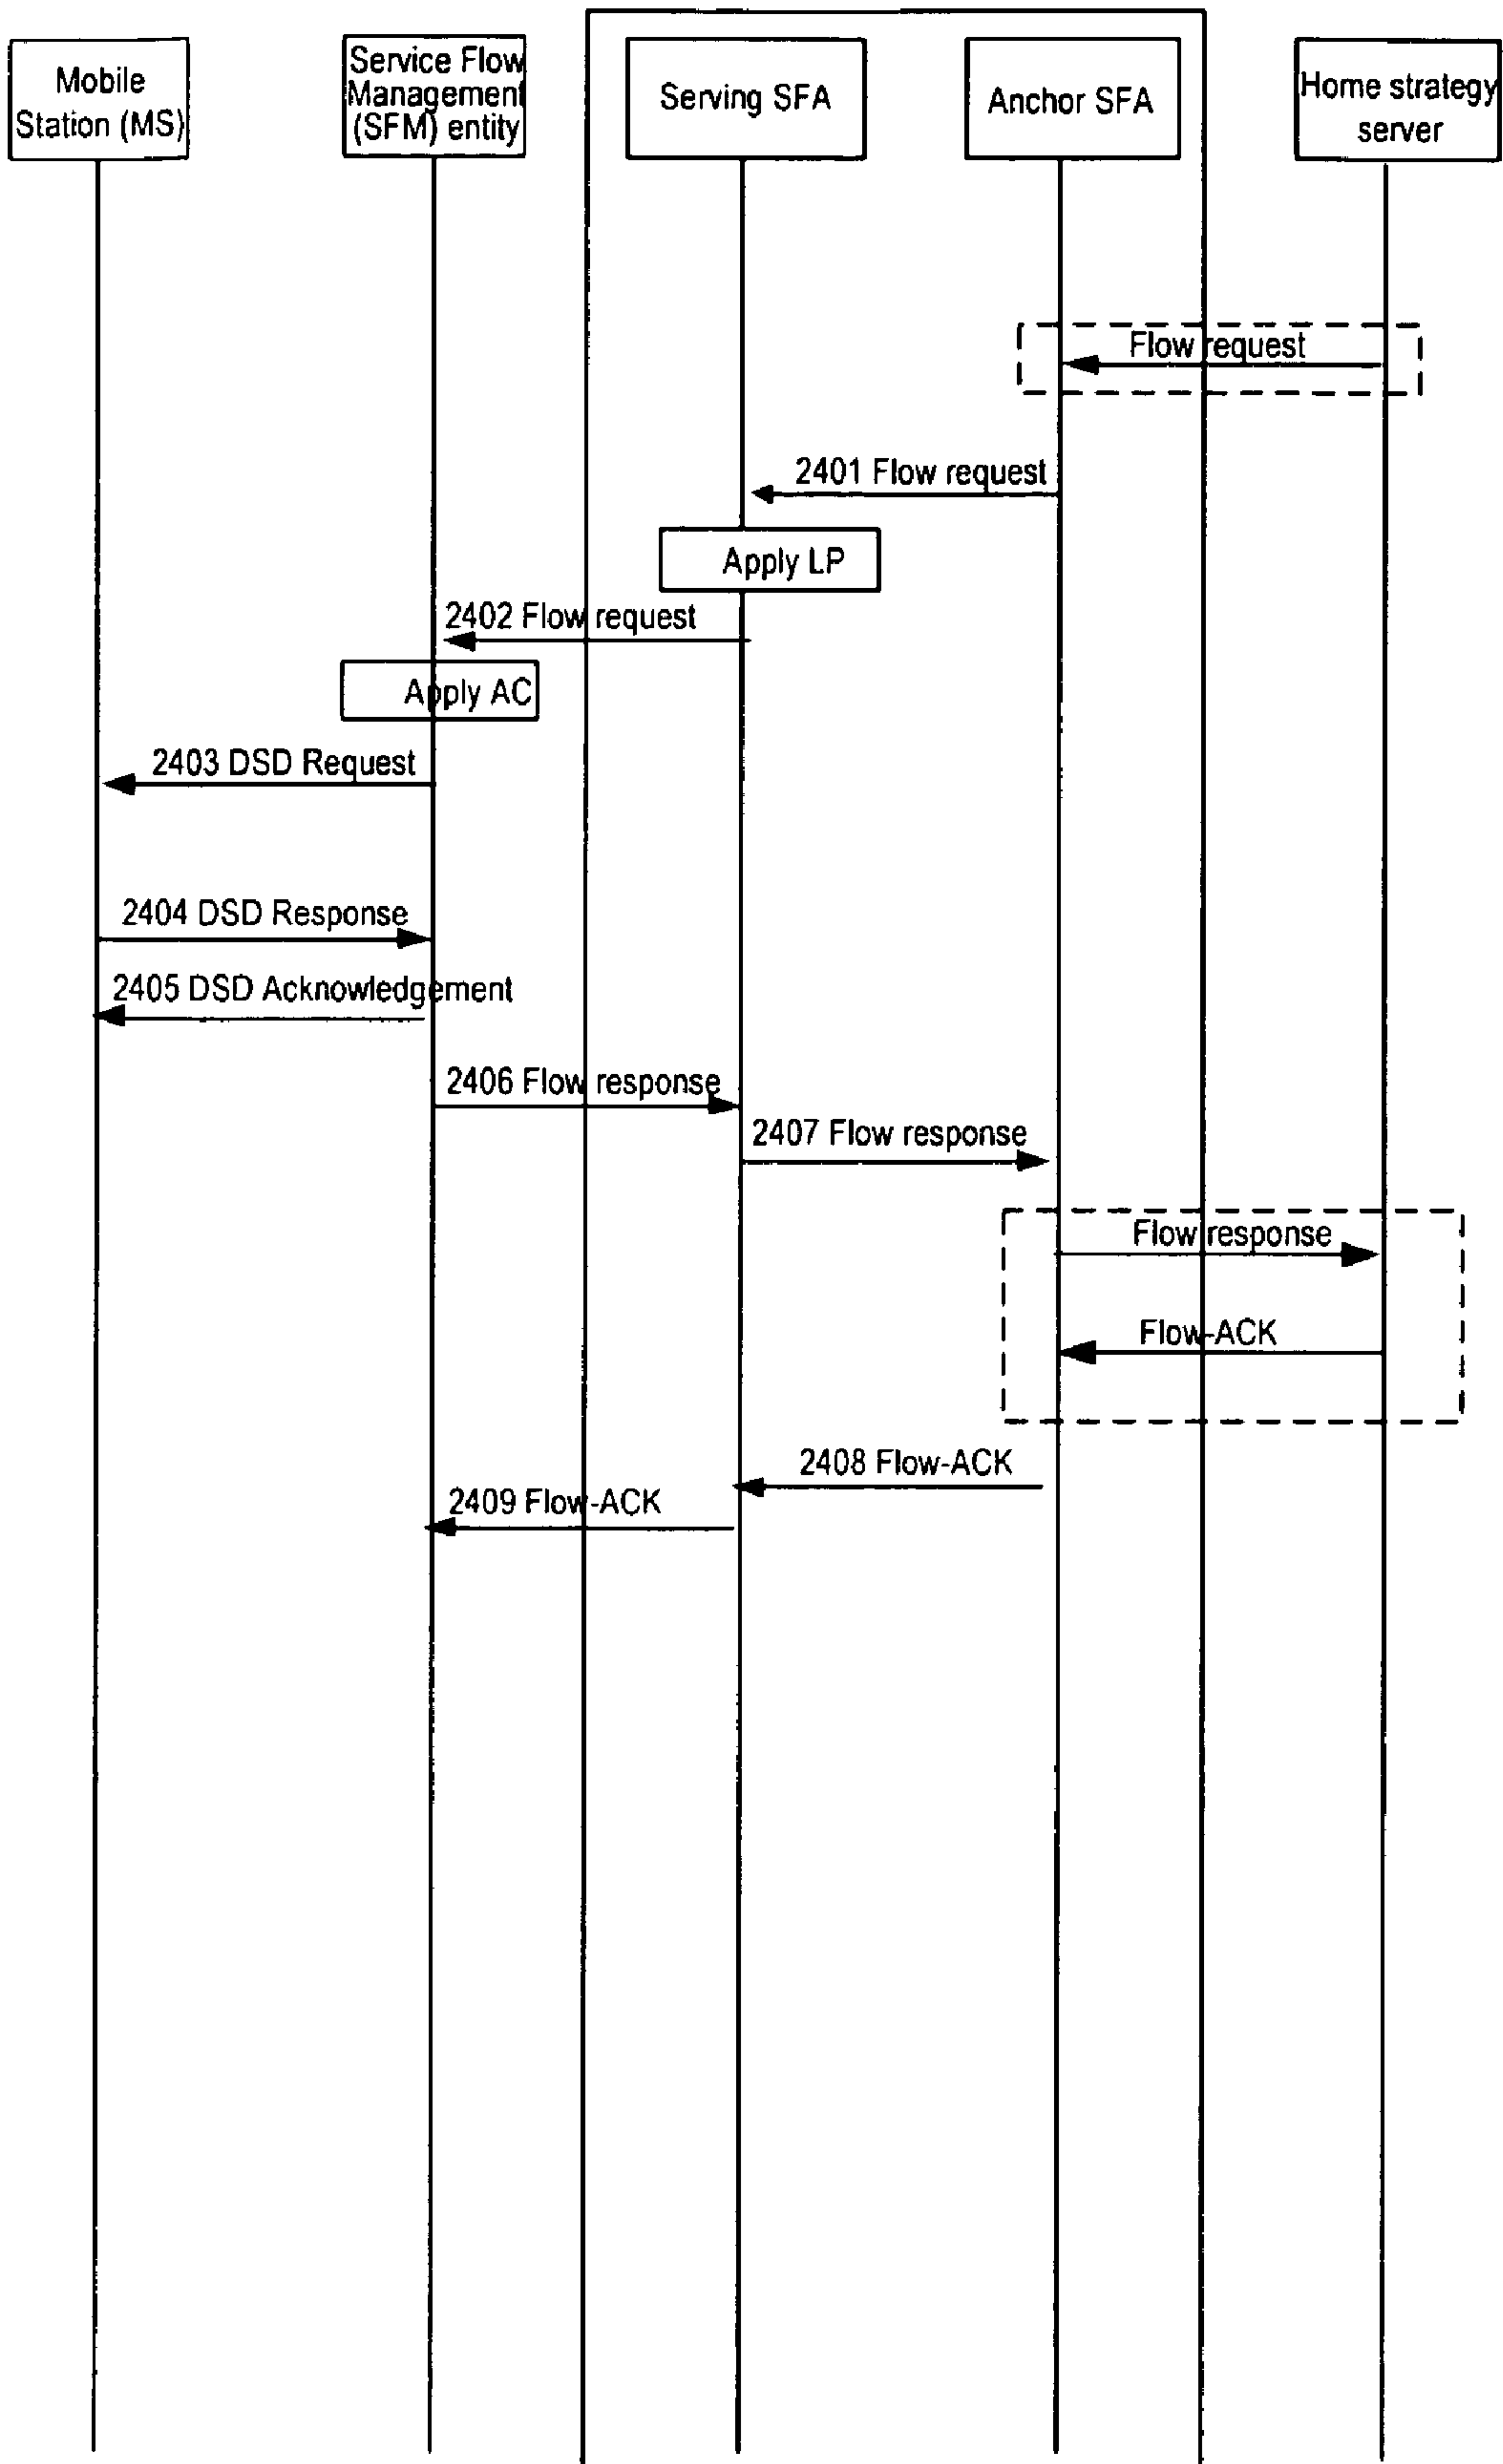 Mobile
Station (MS)
Service Flow
Management
(SFM) entity
Serving SFA
Anchor SFA
Home strategy
server
Flow request
2401 Flow request
Apply LP
2402 Flow request
Apply AC
2403 DSD Request
2404 DSD Response
2405 DSD Acknowledgement
2406 Flow response
2407 Flow response
Flow response
Flow-ACK
2408 Flow-ACK
2409 Flow-ACK